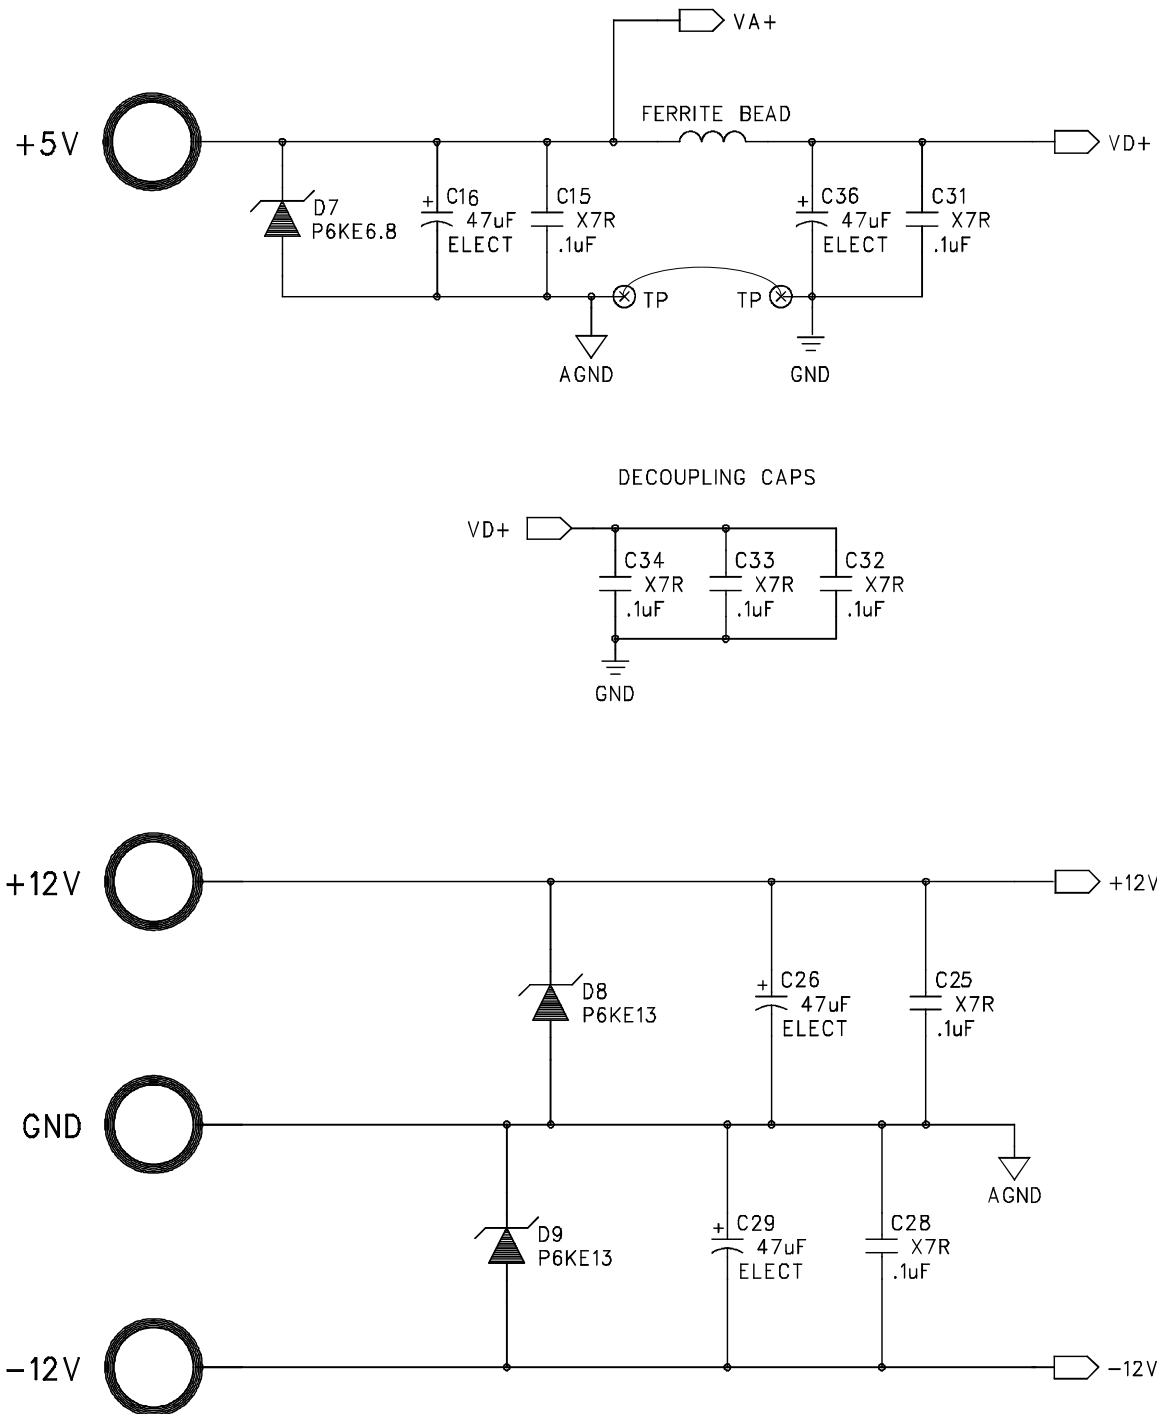 VA+
FERRITE BEAD
+5V
VD+
D7
P6KE6.8
+
C16
47uF
ELECT
C15
X7R
.1uF
+
C36
47uF
ELECT
C31
X7R
.1uF
TP
TP
AGND
GND
DECOUPLING CAPS
VD+
C34
X7R
.1uF
C33
X7R
.1uF
C32
X7R
.1uF
GND
+12V
+12V
D8
P6KE13
+
C26
47uF
ELECT
C25
X7R
.1uF
GND
AGND
D9
P6KE13
+
C29
47uF
ELECT
C28
X7R
.1uF
-12V
-12V